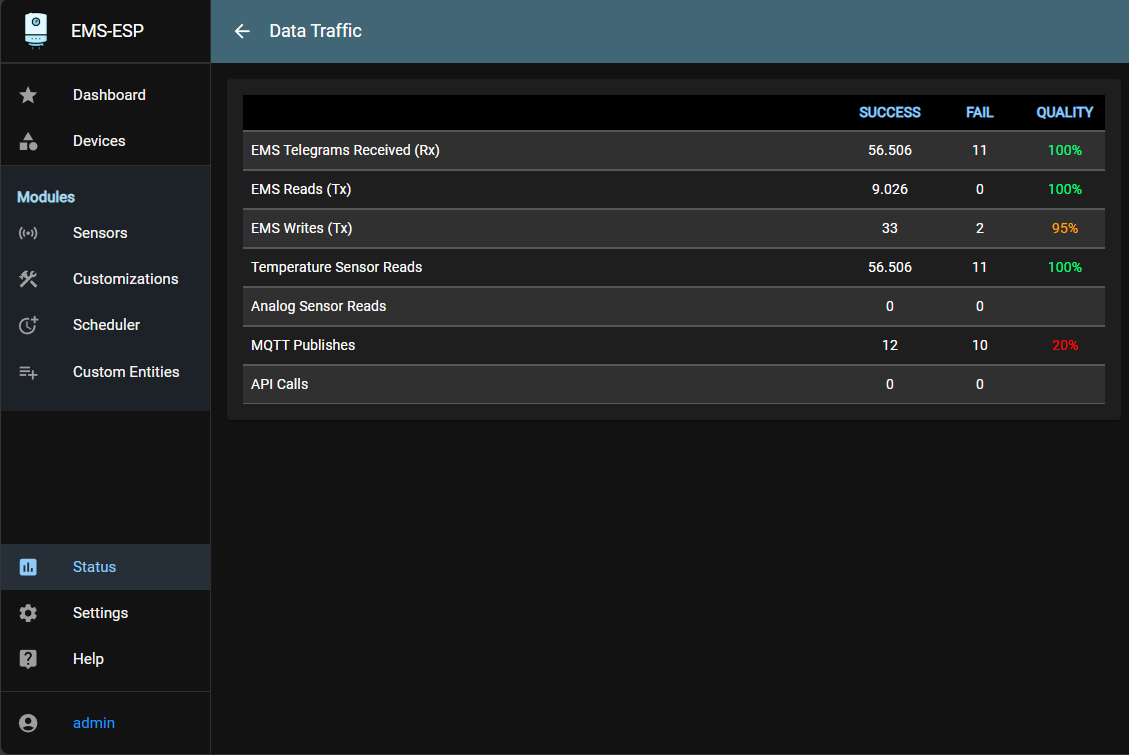 EMS-ESP
Data Traffic
Dashboard
Devices
Modules
Sensors
Customizations
Scheduler
Custom Entities
Status
Settings
Help
admin
SUCCESS FAIL QUALITY
EMS Telegrams Received (Rx) 56.506 11 100%
EMS Reads (Tx) 9.026 0 100%
EMS Writes (Tx) 33 2 95%
Temperature Sensor Reads 56.506 11 100%
Analog Sensor Reads 0 0
MQTT Publishes 12 10 20%
API Calls 0 0